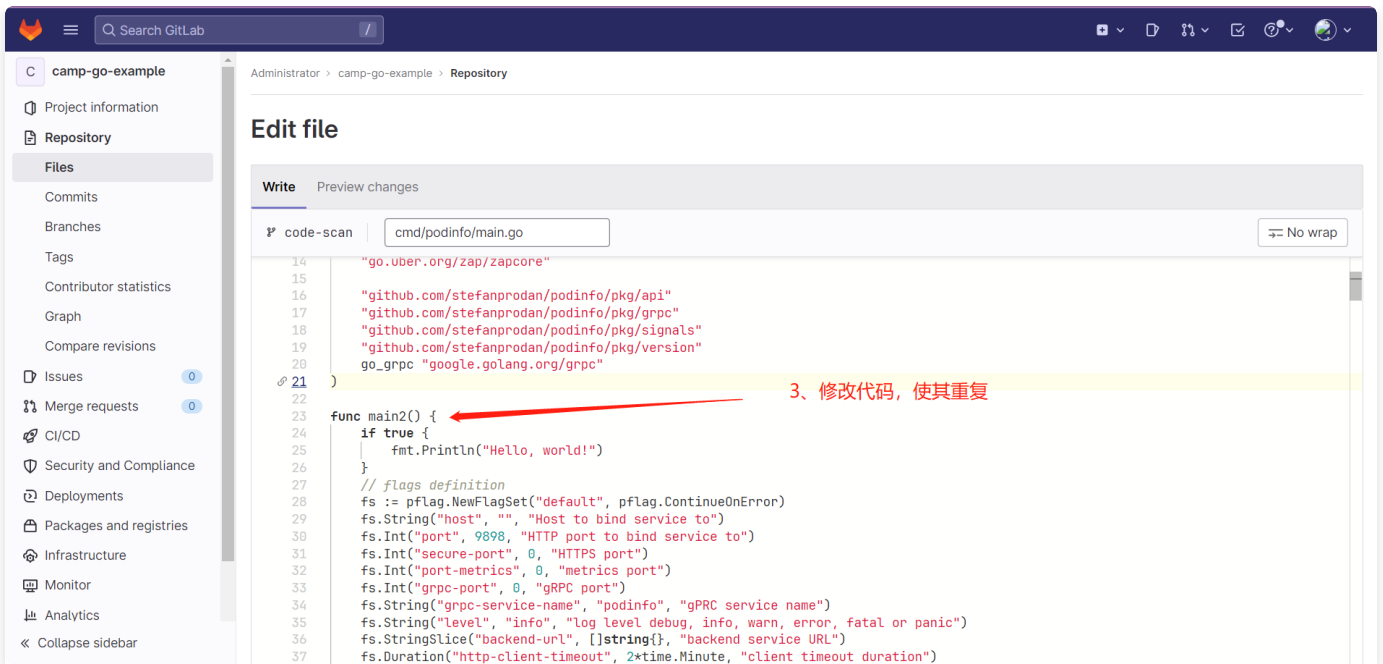 Search GitLab /
C camp-go-example
Project information
Repository
Files
Commits
Branches
Tags
Contributor statistics
Graph
Compare revisions
Issues 0
Merge requests 0
CI/CD
Security and Compliance
Deployments
Packages and registries
Infrastructure
Monitor
Analytics
« Collapse sidebar
Administrator › camp-go-example › Repository
Edit file
Write Preview changes
code-scan cmd/podinfo/main.go No wrap
14 "go.uber.org/zap/zapcore"
15
16 "github.com/stefanprodan/podinfo/pkg/api"
17 "github.com/stefanprodan/podinfo/pkg/grpc"
18 "github.com/stefanprodan/podinfo/pkg/signals"
19 "github.com/stefanprodan/podinfo/pkg/version"
20 go_grpc "google.golang.org/grpc"
21 )
3、修改代码，使其重复
22
23 func main2() {
24 if true {
25 fmt.Println("Hello, world!")
26 }
27 // flags definition
28 fs := pflag.NewFlagSet("default", pflag.ContinueOnError)
29 fs.String("host", "", "Host to bind service to")
30 fs.Int("port", 9898, "HTTP port to bind service to")
31 fs.Int("secure-port", 0, "HTTPS port")
32 fs.Int("port-metrics", 0, "metrics port")
33 fs.Int("grpc-port", 0, "gRPC port")
34 fs.String("grpc-service-name", "podinfo", "gPRC service name")
35 fs.String("level", "info", "log level debug, info, warn, error, fatal or panic")
36 fs.StringSlice("backend-url", []string{}, "backend service URL")
37 fs.Duration("http-client-timeout", 2*time.Minute, "client timeout duration")